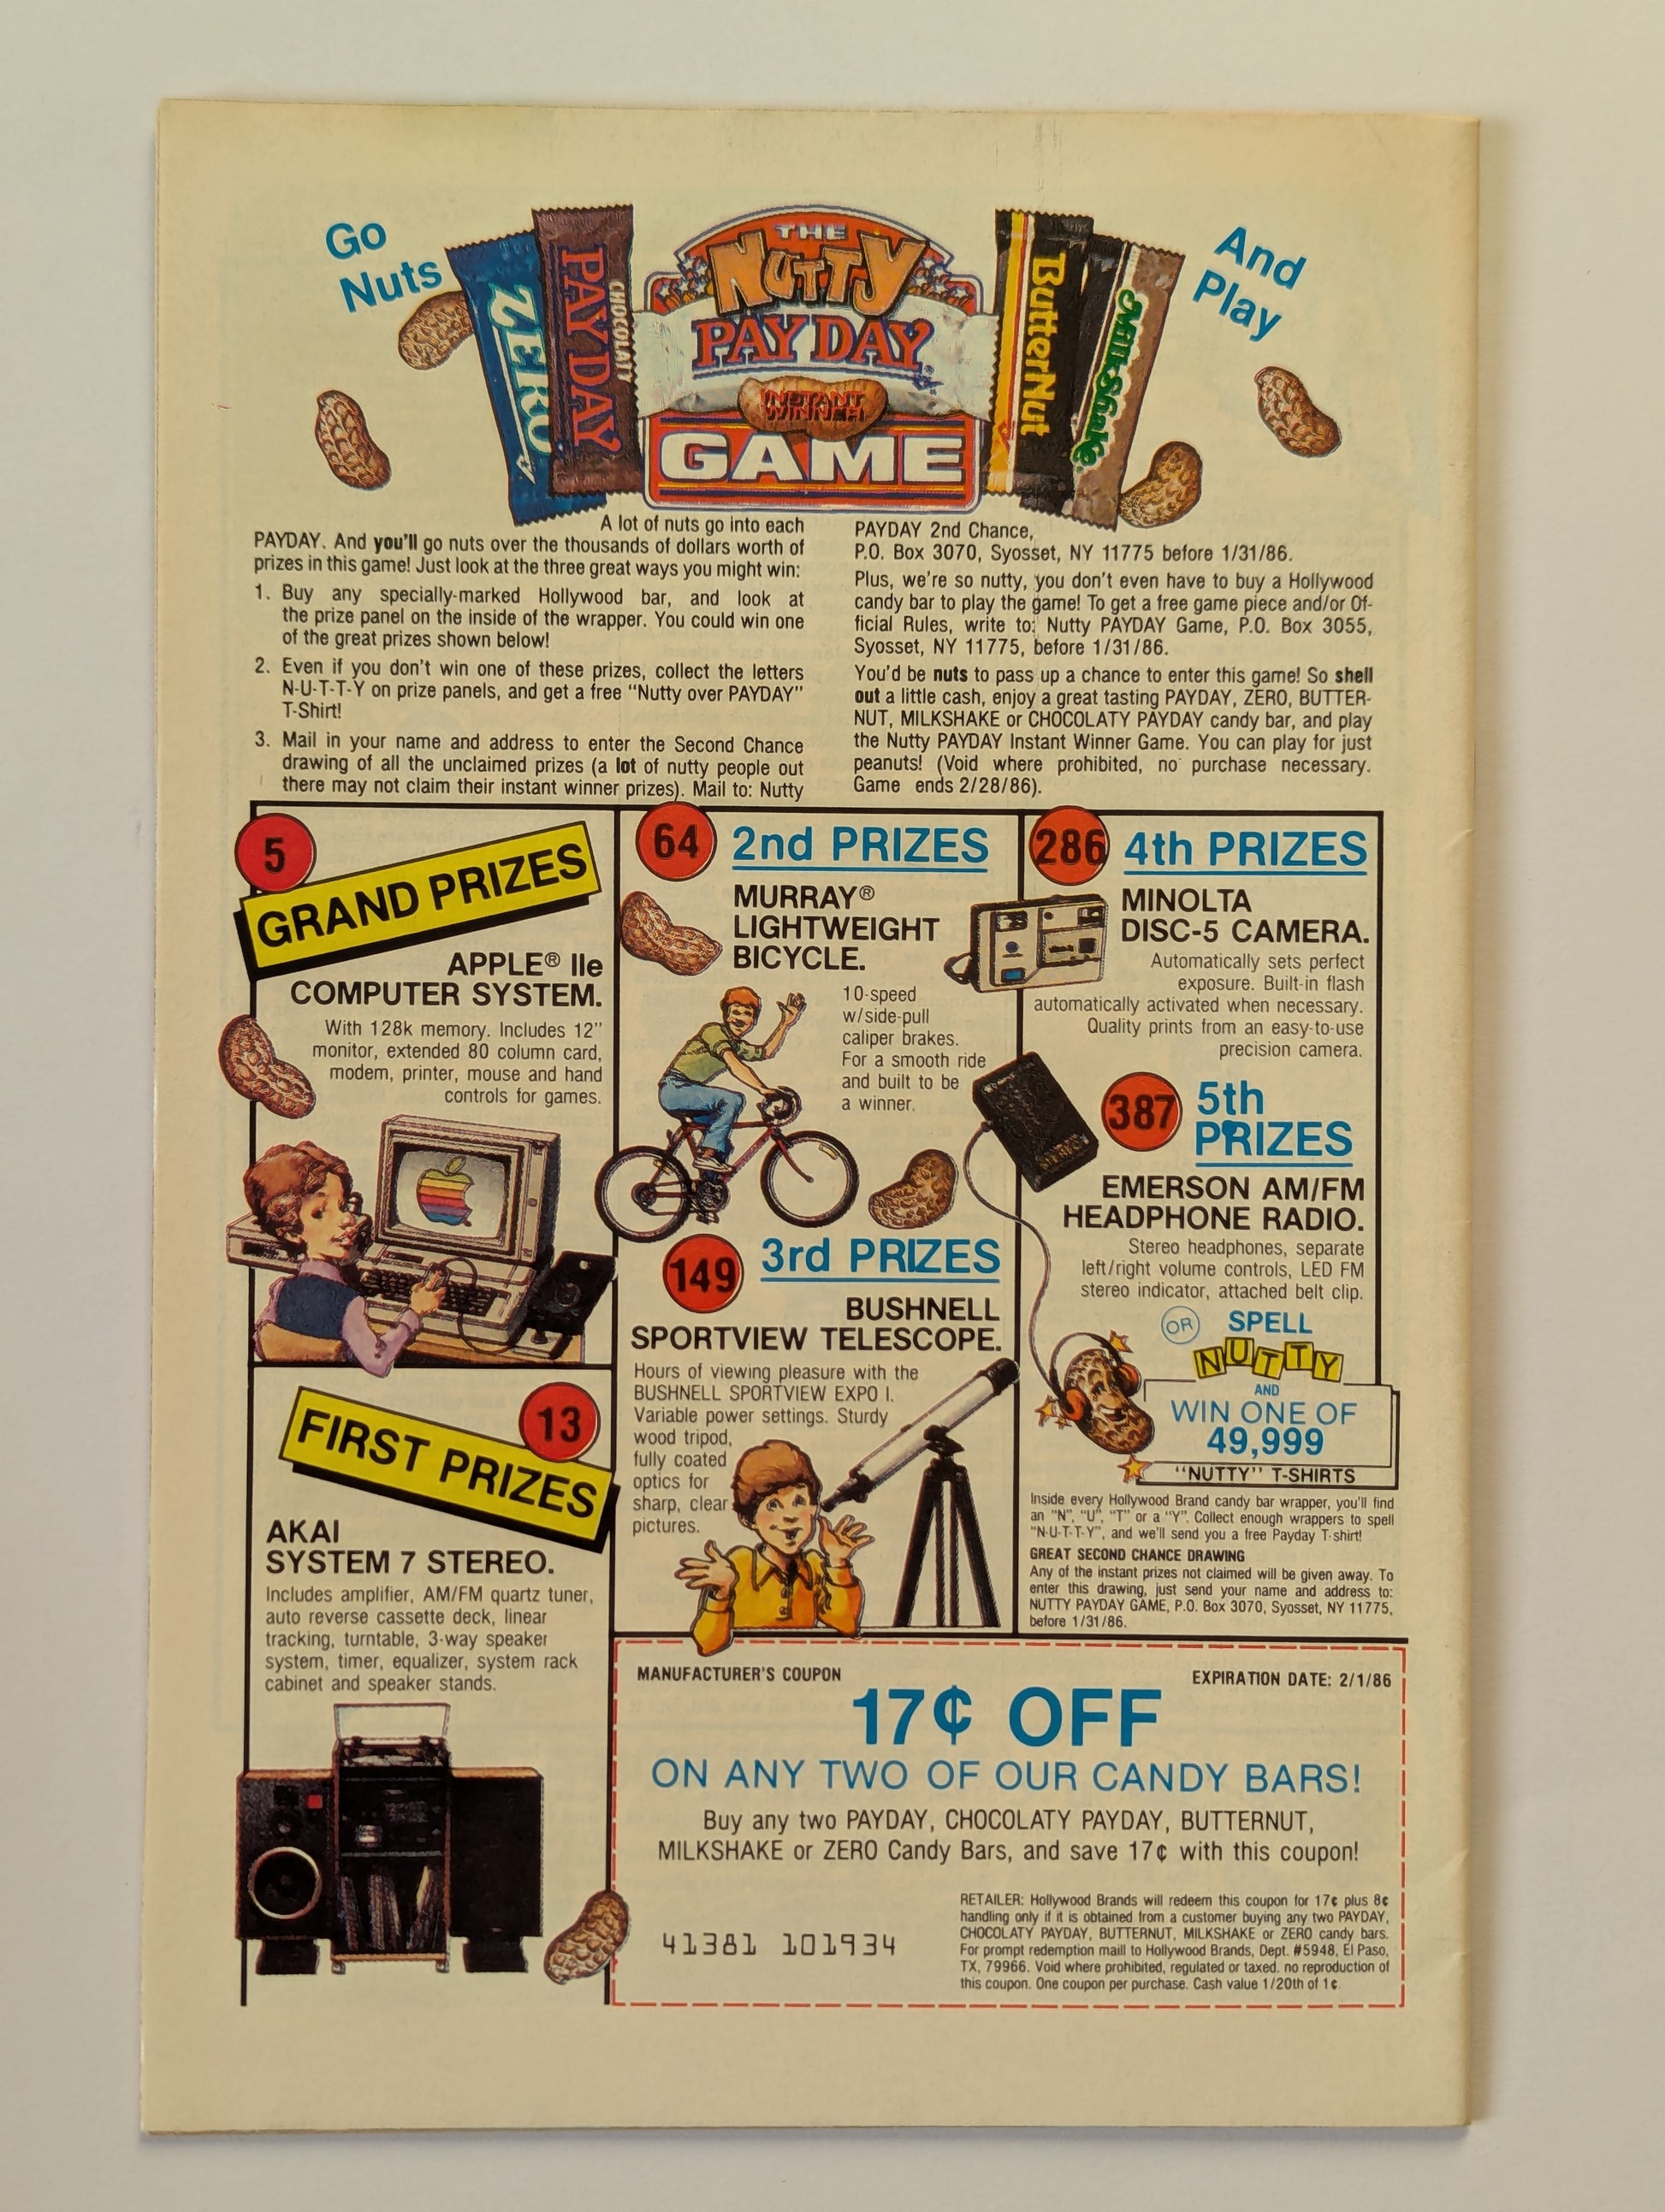 Go
Nuts
ZERO
CHOCOLATY
PAY DAY
THE
NUTTY
PAY DAY
INSTANT
WINNER
GAME
ButterNut
MilkShake
And
Play
A lot of nuts go into each
PAYDAY. And you'll go nuts over the thousands of dollars worth of
prizes in this game! Just look at the three great ways you might win:
1. Buy any specially-marked Hollywood bar, and look at
the prize panel on the inside of the wrapper. You could win one
of the great prizes shown below!
2. Even if you don't win one of these prizes, collect the letters
N-U-T-T-Y on prize panels, and get a free "Nutty over PAYDAY"
T-Shirt!
3. Mail in your name and address to enter the Second Chance
drawing of all the unclaimed prizes (a lot of nutty people out
there may not claim their instant winner prizes). Mail to: Nutty
PAYDAY 2nd Chance,
P.O. Box 3070, Syosset, NY 11775 before 1/31/86.
Plus, we're so nutty, you don't even have to buy a Hollywood
candy bar to play the game! To get a free game piece and/or Of-
ficial Rules, write to: Nutty PAYDAY Game, P.O. Box 3055,
Syosset, NY 11775, before 1/31/86.
You'd be nuts to pass up a chance to enter this game! So shell
out a little cash, enjoy a great tasting PAYDAY, ZERO, BUTTER-
NUT, MILKSHAKE or CHOCOLATY PAYDAY candy bar, and play
the Nutty PAYDAY Instant Winner Game. You can play for just
peanuts! (Void where prohibited, no purchase necessary.
Game ends 2/28/86).
5
GRAND PRIZES
APPLE® IIe
COMPUTER SYSTEM.
With 128k memory. Includes 12"
monitor, extended 80 column card,
modem, printer, mouse and hand
controls for games.
13
FIRST PRIZES
AKAI
SYSTEM 7 STEREO.
Includes amplifier, AM/FM quartz tuner,
auto reverse cassette deck, linear
tracking, turntable, 3-way speaker
system, timer, equalizer, system rack
cabinet and speaker stands.
64
2nd PRIZES
MURRAY®
LIGHTWEIGHT
BICYCLE.
10-speed
w/side-pull
caliper brakes.
For a smooth ride
and built to be
a winner.
149
3rd PRIZES
BUSHNELL
SPORTVIEW TELESCOPE.
Hours of viewing pleasure with the
BUSHNELL SPORTVIEW EXPO I.
Variable power settings. Sturdy
wood tripod,
fully coated
optics for
sharp, clear
pictures.
286
4th PRIZES
MINOLTA
DISC-5 CAMERA.
Automatically sets perfect
exposure. Built-in flash
automatically activated when necessary.
Quality prints from an easy-to-use
precision camera.
387
5th
PRIZES
EMERSON AM/FM
HEADPHONE RADIO.
Stereo headphones, separate
left/right volume controls, LED FM
stereo indicator, attached belt clip.
OR SPELL
NUTTY
AND
WIN ONE OF
49,999
"NUTTY" T-SHIRTS
Inside every Hollywood Brand candy bar wrapper, you'll find
an "N", "U", "T" or a "Y". Collect enough wrappers to spell
"N-U-T-T-Y", and we'll send you a free Payday T-shirt!
GREAT SECOND CHANCE DRAWING
Any of the instant prizes not claimed will be given away. To
enter this drawing, just send your name and address to:
NUTTY PAYDAY GAME, P.O. Box 3070, Syosset, NY 11775,
before 1/31/86.
MANUFACTURER'S COUPON
EXPIRATION DATE: 2/1/86
17¢ OFF
ON ANY TWO OF OUR CANDY BARS!
Buy any two PAYDAY, CHOCOLATY PAYDAY, BUTTERNUT,
MILKSHAKE or ZERO Candy Bars, and save 17¢ with this coupon!
41381 101934
RETAILER: Hollywood Brands will redeem this coupon for 17¢ plus 8¢
handling only if it is obtained from a customer buying any two PAYDAY,
CHOCOLATY PAYDAY, BUTTERNUT, MILKSHAKE or ZERO candy bars.
For prompt redemption maill to Hollywood Brands, Dept. #5948, El Paso,
TX, 79966. Void where prohibited, regulated or taxed. no reproduction of
this coupon. One coupon per purchase. Cash value 1/20th of 1¢.